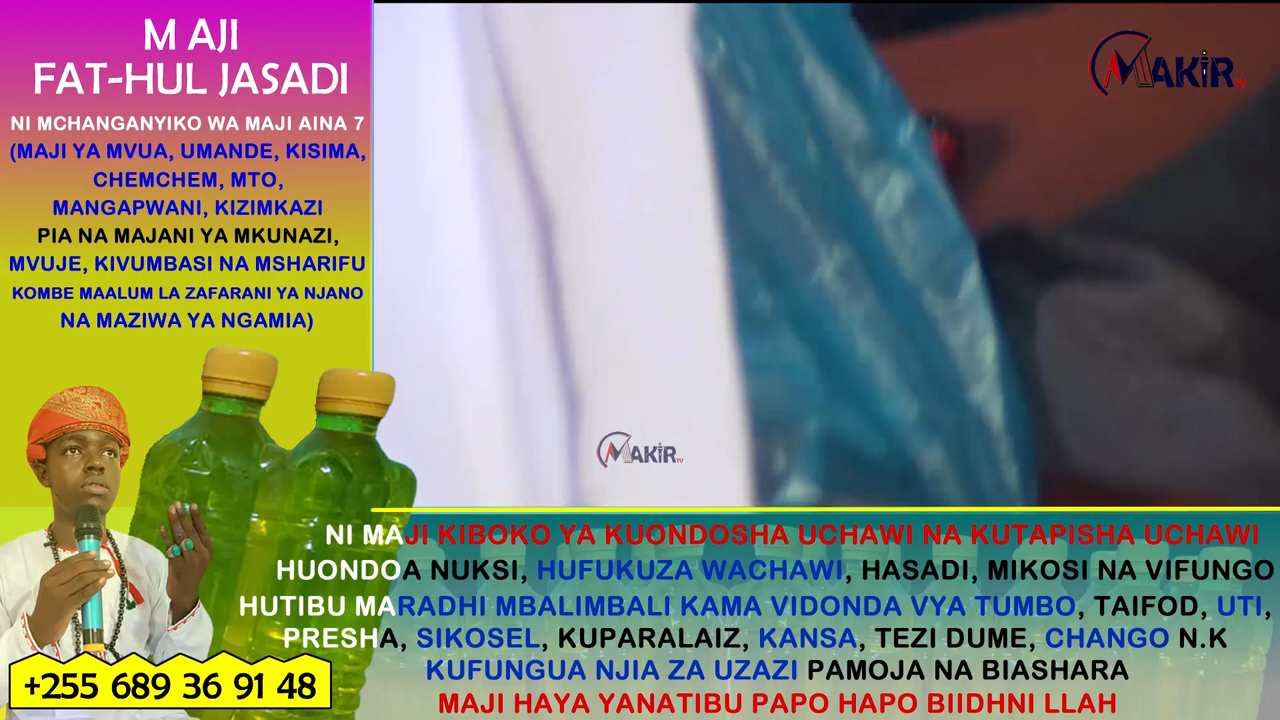 M AJI
FAT-HUL JASADI
NI MCHANGANYIKO WA MAJI AINA 7
(MAJI YA MVUA, UMANDE, KISIMA,
CHEMCHEM, MTO,
MANGAPWANI, KIZIMKAZI
PIA NA MAJANI YA MKUNAZI,
MVUJE, KIVUMBASI NA MSHARIFU
KOMBE MAALUM LA ZAFARANI YA NJANO
NA MAZIWA YA NGAMIA)
MAKIR TV
MAKIR TV
NI MAJI KIBOKO YA KUONDOSHA UCHAWI NA KUTAPISHA UCHAWI
HUONDOA NUKSI, HUFUKUZA WACHAWI, HASADI, MIKOSI NA VIFUNGO
HUTIBU MARADHI MBALIMBALI KAMA VIDONDA VYA TUMBO, TAIFOD, UTI,
PRESHA, SIKOSEL, KUPARALAIZ, KANSA, TEZI DUME, CHANGO N.K
KUFUNGUA NJIA ZA UZAZI PAMOJA NA BIASHARA
MAJI HAYA YANATIBU PAPO HAPO BIIDHNI LLAH
+255 689 36 91 48